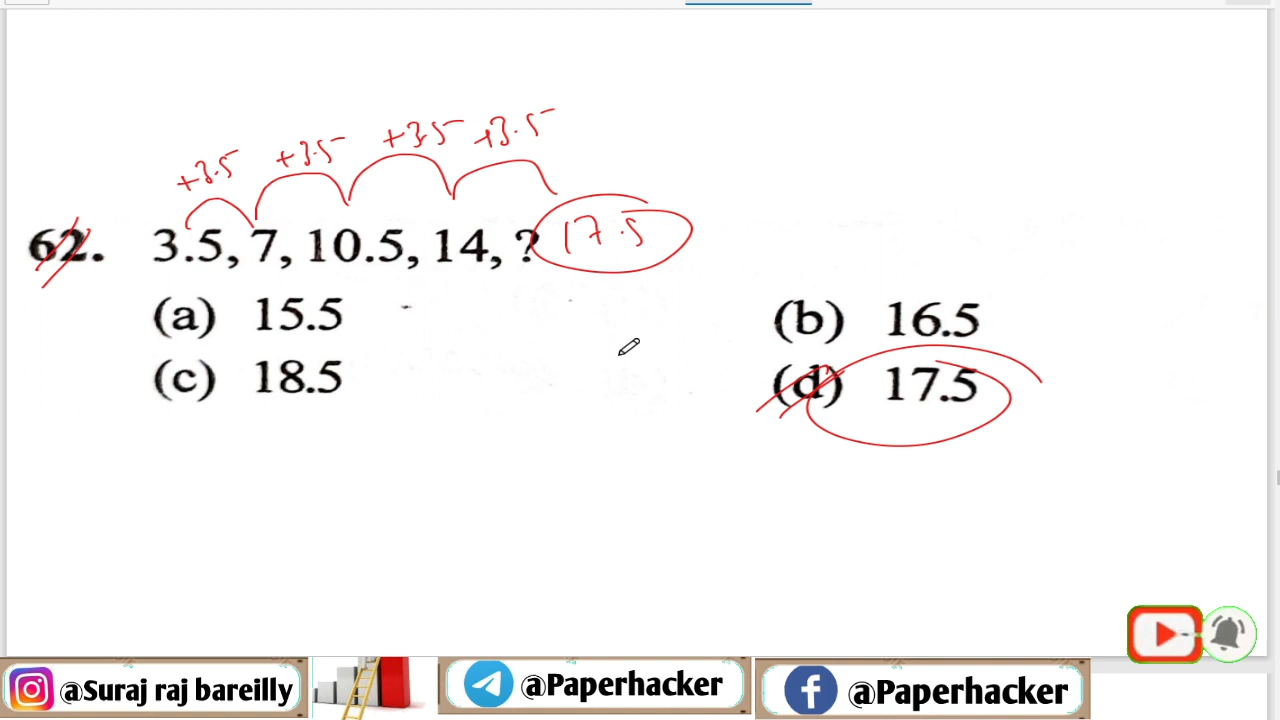 +3.5 +3.5 +3.5 +3.5
62. 3.5, 7, 10.5, 14, ? 17.5
(a) 15.5 (b) 16.5
(c) 18.5 (d) 17.5
@Suraj raj bareilly @Paperhacker @Paperhacker